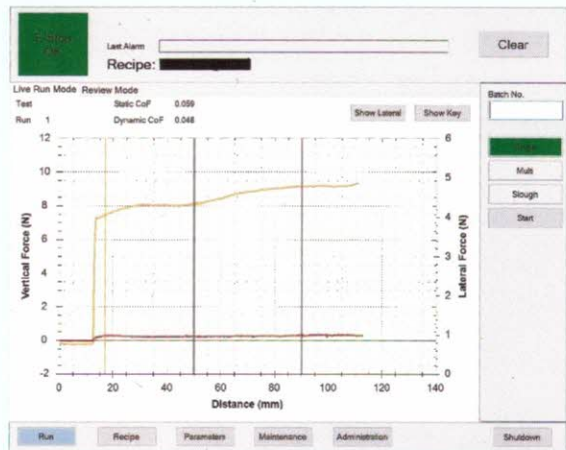 Last Alarm
Clear
Recipe:
Live Run Mode Review Mode
Batch No.
Test Static CoF 0.059
Run 1 Dynamic CoF 0.048
Show Lateral Show Key
Multi
Slough
Start
Vertical Force (N)
12
10
8
6
4
2
0
-2
Lateral Force (N)
6
5
4
3
2
1
0
0 20 40 60 80 100 120 140
Distance (mm)
Run Recipe Parameters Maintenance Administration Shutdown